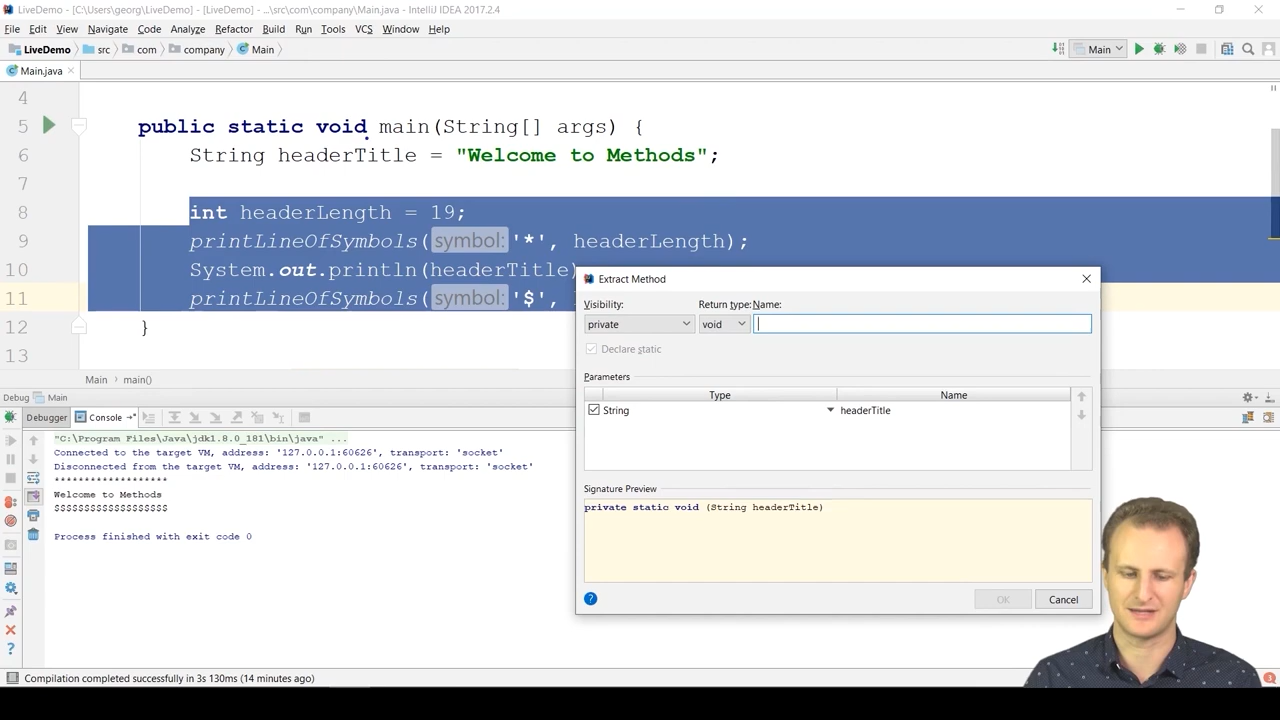 LiveDemo - [C:\Users\georg\LiveDemo] - [LiveDemo] - ...\src\com\company\Main.java - IntelliJ IDEA 2017.2.4
File Edit View Navigate Code Analyze Refactor Build Run Tools VCS Window Help
LiveDemo src com company Main Main
Main.java
4
5 public static void main(String[] args) {
6 String headerTitle = "Welcome to Methods";
7
8 int headerLength = 19;
9 printLineOfSymbols( symbol: '*', headerLength);
10 System.out.println(headerTitle)
11 printLineOfSymbols( symbol: '$',
12 }
13
Main main()
Extract Method
Visibility: Return type: Name:
private void
Declare static
Parameters
Type Name
String headerTitle
Signature Preview
private static void (String headerTitle)
? OK Cancel
Debug Main
Debugger Console
"C:\Program Files\Java\jdk1.8.0_181\bin\java" ...
Connected to the target VM, address: '127.0.0.1:60626', transport: 'socket'
Disconnected from the target VM, address: '127.0.0.1:60626', transport: 'socket'
*******************
Welcome to Methods
$$$$$$$$$$$$$$$$$$$
Process finished with exit code 0
Compilation completed successfully in 3s 130ms (14 minutes ago)